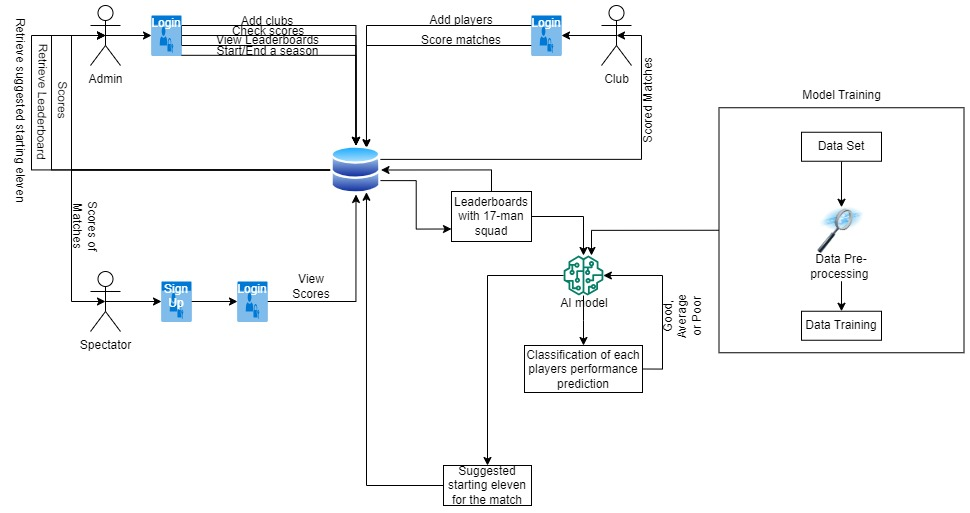 Login
Add clubs
Check scores
View Leaderboards
Start/End a season
Add players
Score matches
Login
Admin
Club
Retrieve suggested starting eleven
Retrieve Leaderboard
Scores
Scored Matches
Model Training
Data Set
Data Pre-
processing
Data Training
Leaderboards
with 17-man
squad
Scores of
Matches
Sign
Up
Login
View
Scores
Spectator
AI model
Good,
Average
or Poor
Classification of each
players performance
prediction
Suggested
starting eleven
for the match